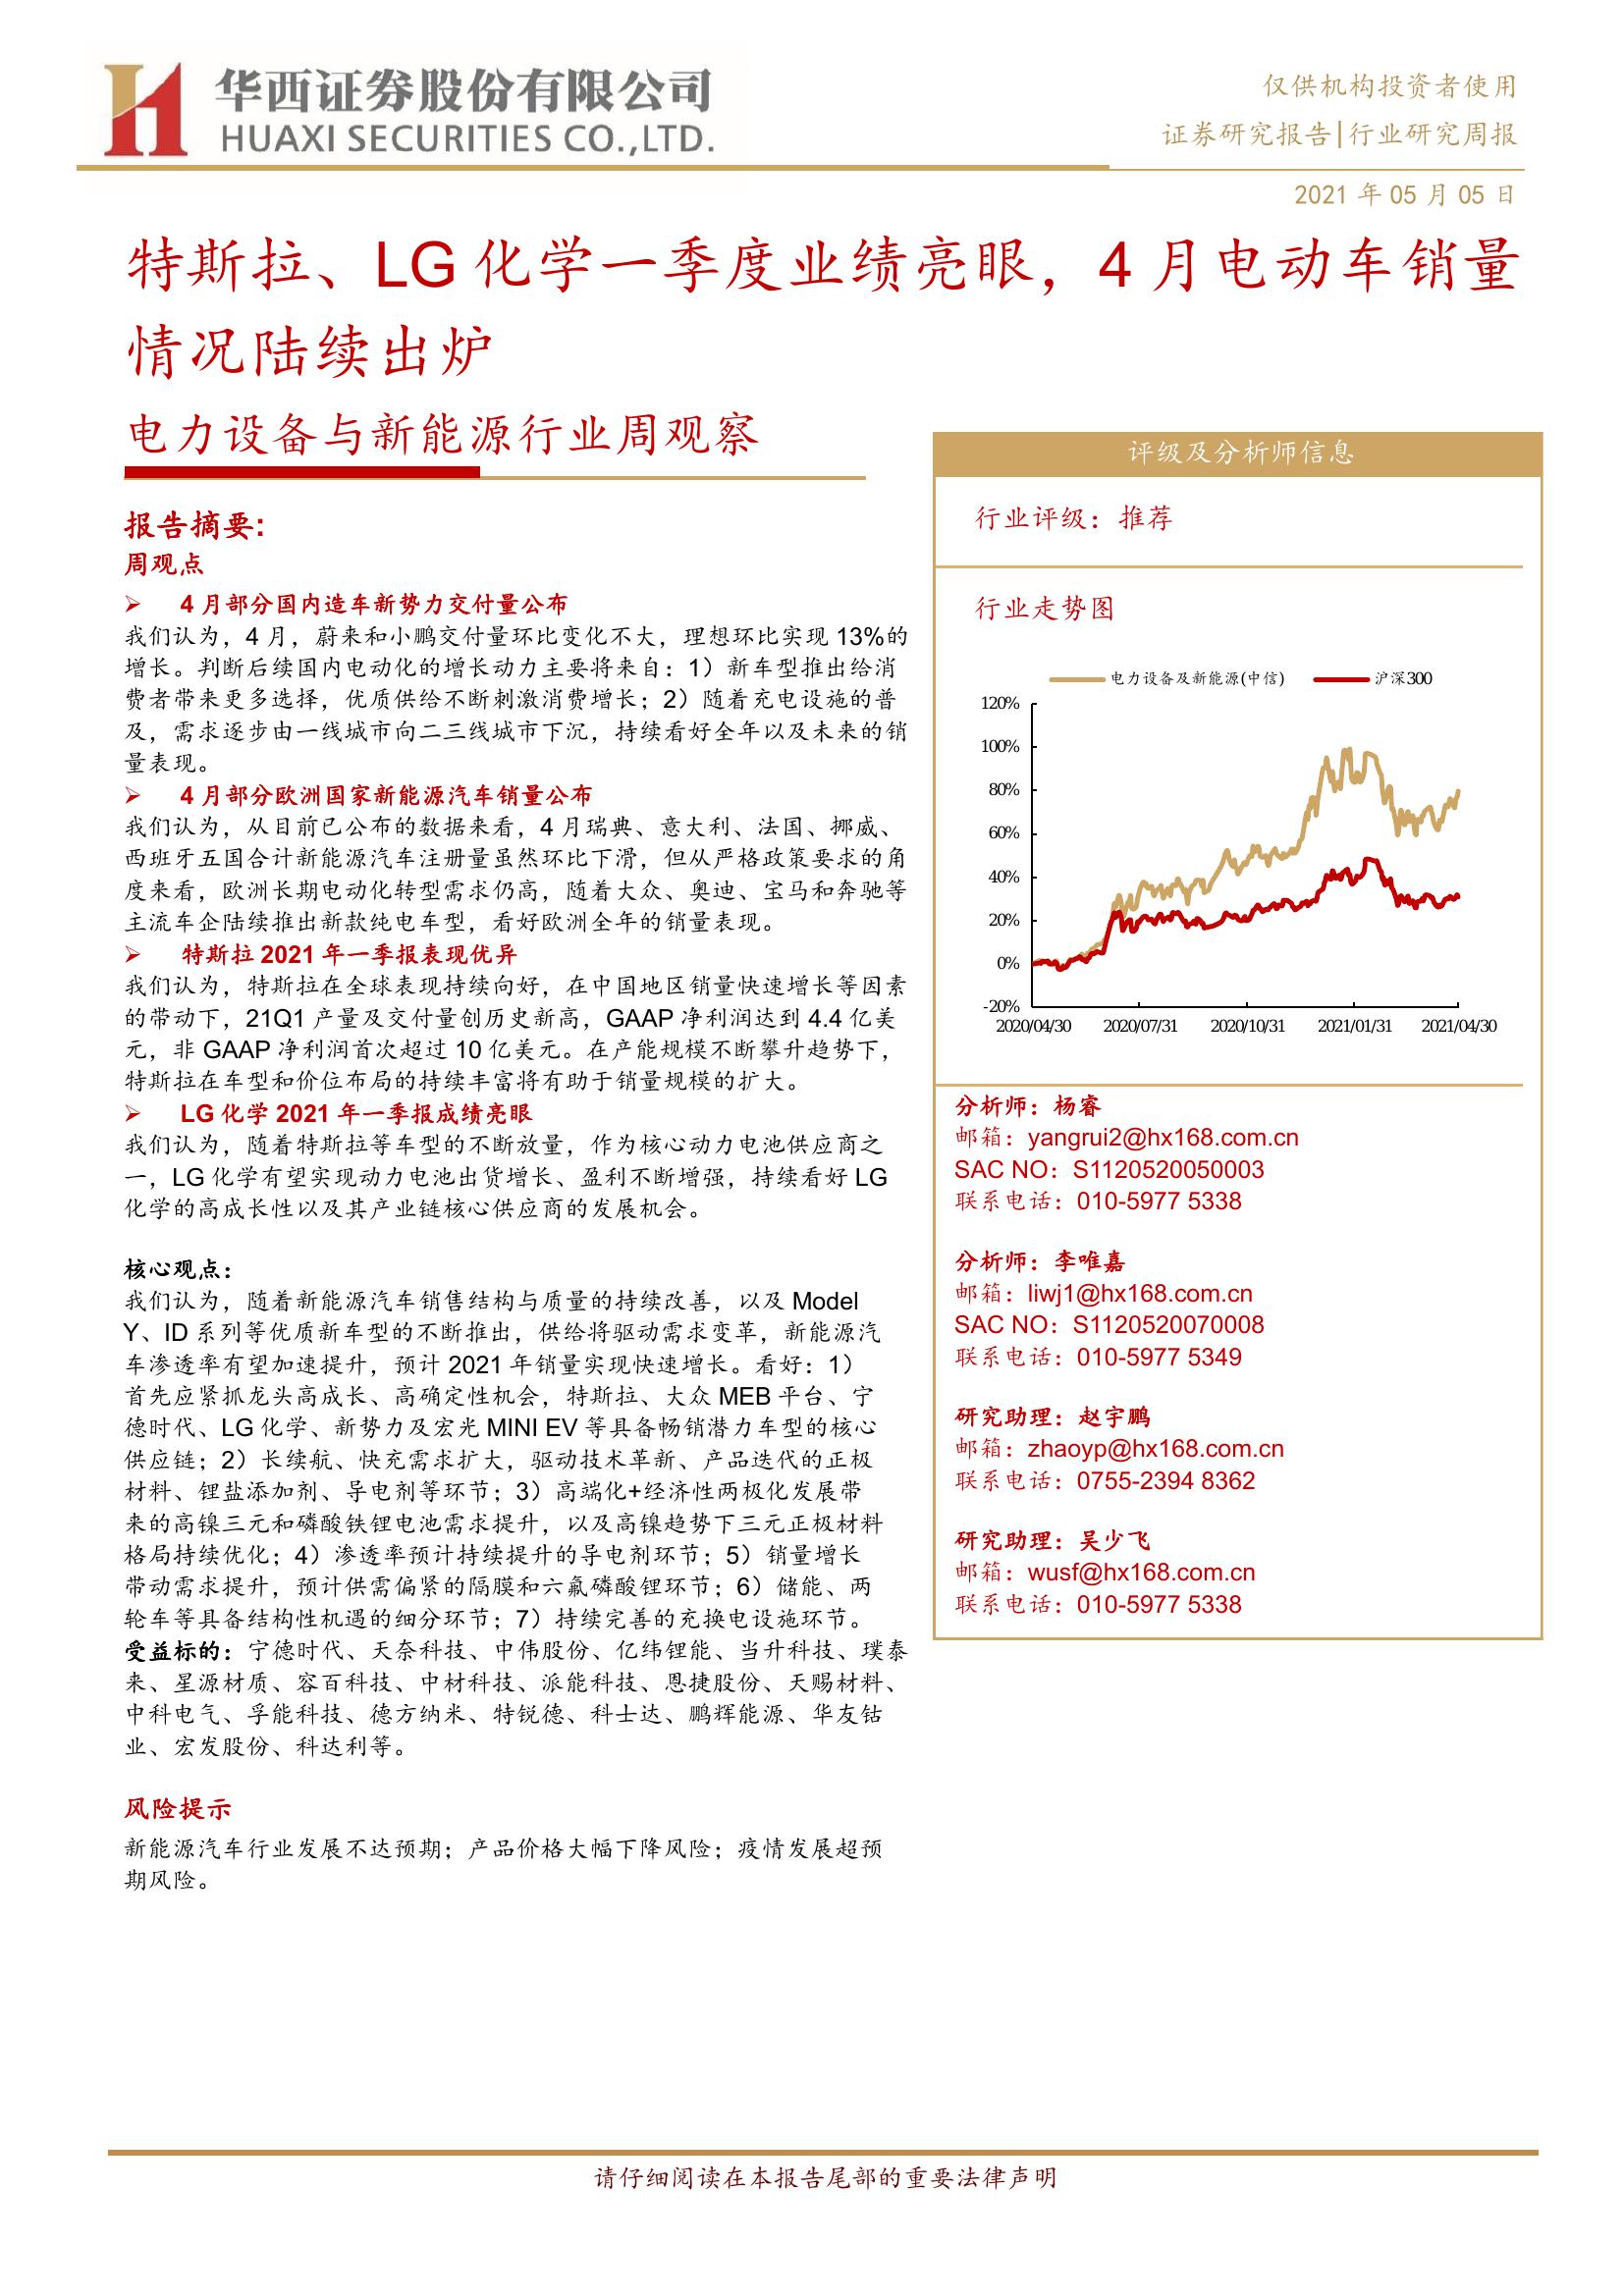 华西证券股份有限公司
HUAXI SECURITIES CO.,LTD.
仅供机构投资者使用
证券研究报告|行业研究周报
2021 年 05 月 05 日
特斯拉、LG 化学一季度业绩亮眼，4 月电动车销量
情况陆续出炉
电力设备与新能源行业周观察
报告摘要:
周观点
➢ 4 月部分国内造车新势力交付量公布
我们认为，4 月，蔚来和小鹏交付量环比变化不大，理想环比实现 13%的
增长。判断后续国内电动化的增长动力主要将来自：1）新车型推出给消
费者带来更多选择，优质供给不断刺激消费增长；2）随着充电设施的普
及，需求逐步由一线城市向二三线城市下沉，持续看好全年以及未来的销
量表现。
➢ 4 月部分欧洲国家新能源汽车销量公布
我们认为，从目前已公布的数据来看，4 月瑞典、意大利、法国、挪威、
西班牙五国合计新能源汽车注册量虽然环比下滑，但从严格政策要求的角
度来看，欧洲长期电动化转型需求仍高，随着大众、奥迪、宝马和奔驰等
主流车企陆续推出新款纯电车型，看好欧洲全年的销量表现。
➢ 特斯拉 2021 年一季报表现优异
我们认为，特斯拉在全球表现持续向好，在中国地区销量快速增长等因素
的带动下，21Q1 产量及交付量创历史新高，GAAP 净利润达到 4.4 亿美
元，非 GAAP 净利润首次超过 10 亿美元。在产能规模不断攀升趋势下，
特斯拉在车型和价位布局的持续丰富将有助于销量规模的扩大。
➢ LG 化学 2021 年一季报成绩亮眼
我们认为，随着特斯拉等车型的不断放量，作为核心动力电池供应商之
一，LG 化学有望实现动力电池出货增长、盈利不断增强，持续看好 LG
化学的高成长性以及其产业链核心供应商的发展机会。
核心观点：
我们认为，随着新能源汽车销售结构与质量的持续改善，以及 Model
Y、ID 系列等优质新车型的不断推出，供给将驱动需求变革，新能源汽
车渗透率有望加速提升，预计 2021 年销量实现快速增长。看好：1）
首先应紧抓龙头高成长、高确定性机会，特斯拉、大众 MEB 平台、宁
德时代、LG 化学、新势力及宏光 MINI EV 等具备畅销潜力车型的核心
供应链；2）长续航、快充需求扩大，驱动技术革新、产品迭代的正极
材料、锂盐添加剂、导电剂等环节；3）高端化+经济性两极化发展带
来的高镍三元和磷酸铁锂电池需求提升，以及高镍趋势下三元正极材料
格局持续优化；4）渗透率预计持续提升的导电剂环节；5）销量增长
带动需求提升，预计供需偏紧的隔膜和六氟磷酸锂环节；6）储能、两
轮车等具备结构性机遇的细分环节；7）持续完善的充换电设施环节。
受益标的：宁德时代、天奈科技、中伟股份、亿纬锂能、当升科技、璞泰
来、星源材质、容百科技、中材科技、派能科技、恩捷股份、天赐材料、
中科电气、孚能科技、德方纳米、特锐德、科士达、鹏辉能源、华友钴
业、宏发股份、科达利等。
风险提示
新能源汽车行业发展不达预期；产品价格大幅下降风险；疫情发展超预
期风险。
评级及分析师信息
行业评级：推荐
行业走势图
电力设备及新能源(中信) 沪深300
120%
100%
80%
60%
40%
20%
0%
-20%
2020/04/30 2020/07/31 2020/10/31 2021/01/31 2021/04/30
分析师：杨睿
邮箱：yangrui2@hx168.com.cn
SAC NO：S1120520050003
联系电话：010-5977 5338
分析师：李唯嘉
邮箱：liwj1@hx168.com.cn
SAC NO：S1120520070008
联系电话：010-5977 5349
研究助理：赵宇鹏
邮箱：zhaoyp@hx168.com.cn
联系电话：0755-2394 8362
研究助理：吴少飞
邮箱：wusf@hx168.com.cn
联系电话：010-5977 5338
请仔细阅读在本报告尾部的重要法律声明